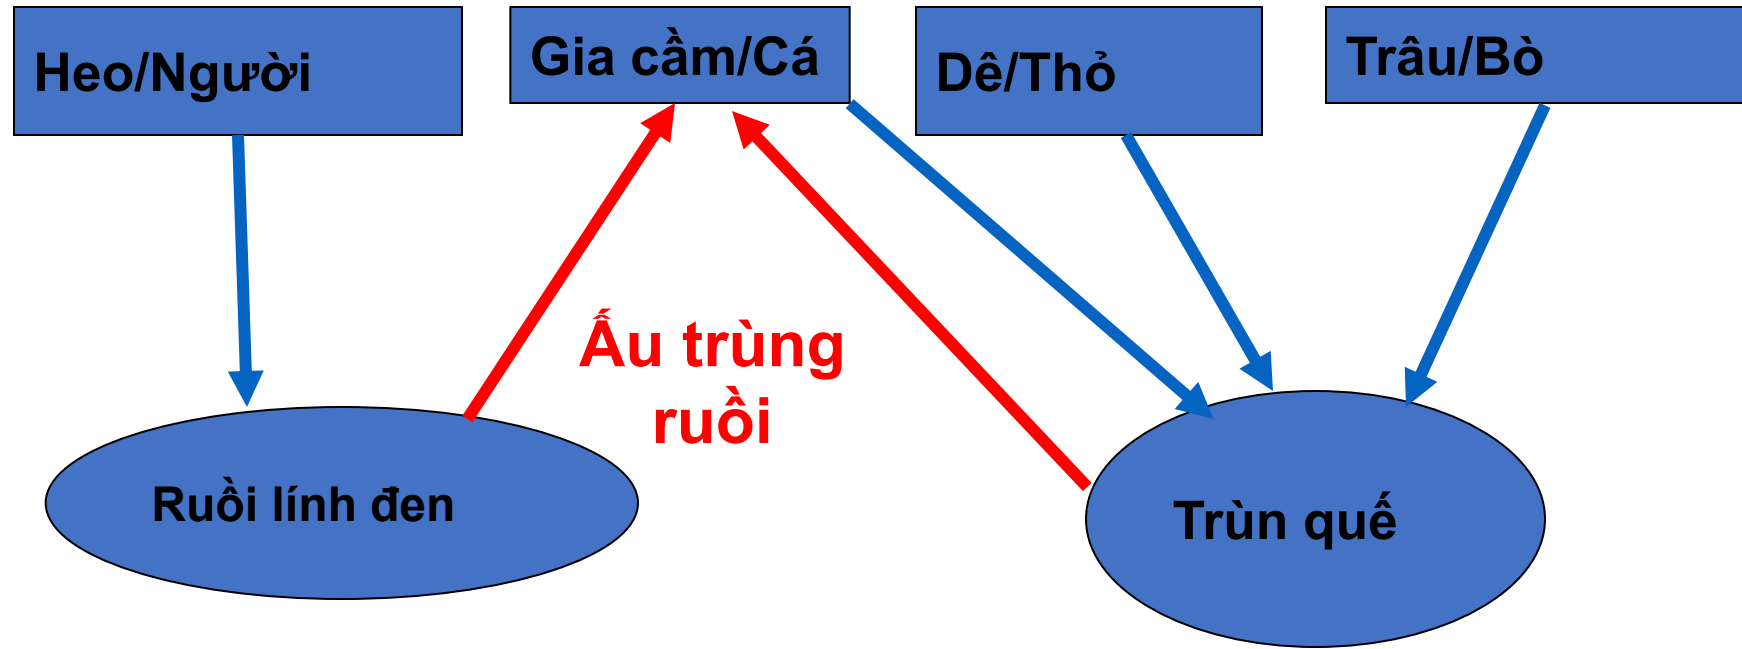 Heo/Người
Gia cầm/Cá
Dê/Thỏ
Trâu/Bò
Ấu trùng
ruồi
Ruồi lính đen
Trùn quế